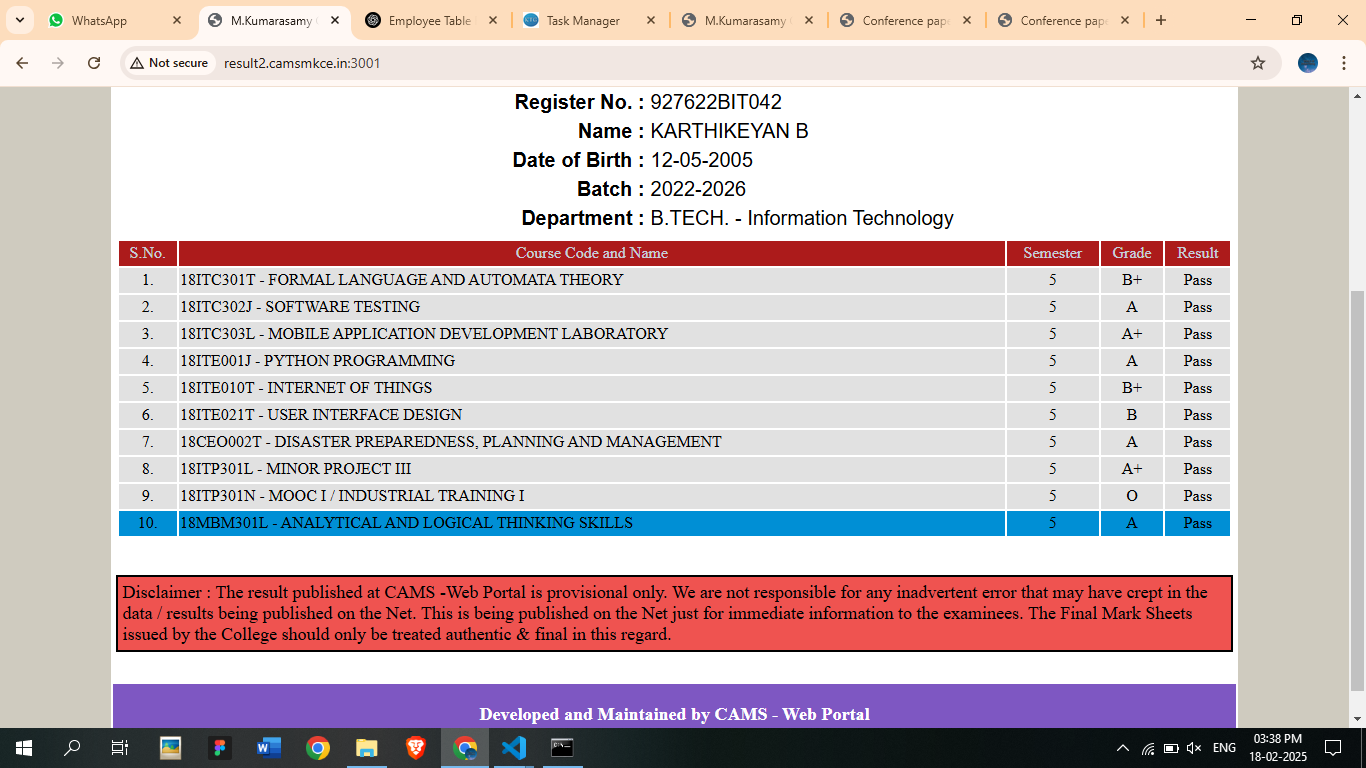 WhatsApp
M.Kumarasamy
Employee Table
Task Manager
M.Kumarasamy
Conference pape
Conference pape
Not secure
result2.camsmkce.in:3001
Register No. : 927622BIT042
Name : KARTHIKEYAN B
Date of Birth : 12-05-2005
Batch : 2022-2026
Department : B.TECH. - Information Technology
S.No. Course Code and Name Semester Grade Result
1. 18ITC301T - FORMAL LANGUAGE AND AUTOMATA THEORY 5 B+ Pass
2. 18ITC302J - SOFTWARE TESTING 5 A Pass
3. 18ITC303L - MOBILE APPLICATION DEVELOPMENT LABORATORY 5 A+ Pass
4. 18ITE001J - PYTHON PROGRAMMING 5 A Pass
5. 18ITE010T - INTERNET OF THINGS 5 B+ Pass
6. 18ITE021T - USER INTERFACE DESIGN 5 B Pass
7. 18CEO002T - DISASTER PREPAREDNESS, PLANNING AND MANAGEMENT 5 A Pass
8. 18ITP301L - MINOR PROJECT III 5 A+ Pass
9. 18ITP301N - MOOC I / INDUSTRIAL TRAINING I 5 O Pass
10. 18MBM301L - ANALYTICAL AND LOGICAL THINKING SKILLS 5 A Pass
Disclaimer : The result published at CAMS -Web Portal is provisional only. We are not responsible for any inadvertent error that may have crept in the
data / results being published on the Net. This is being published on the Net just for immediate information to the examinees. The Final Mark Sheets
issued by the College should only be treated authentic & final in this regard.
Developed and Maintained by CAMS - Web Portal
ENG
03:38 PM
18-02-2025